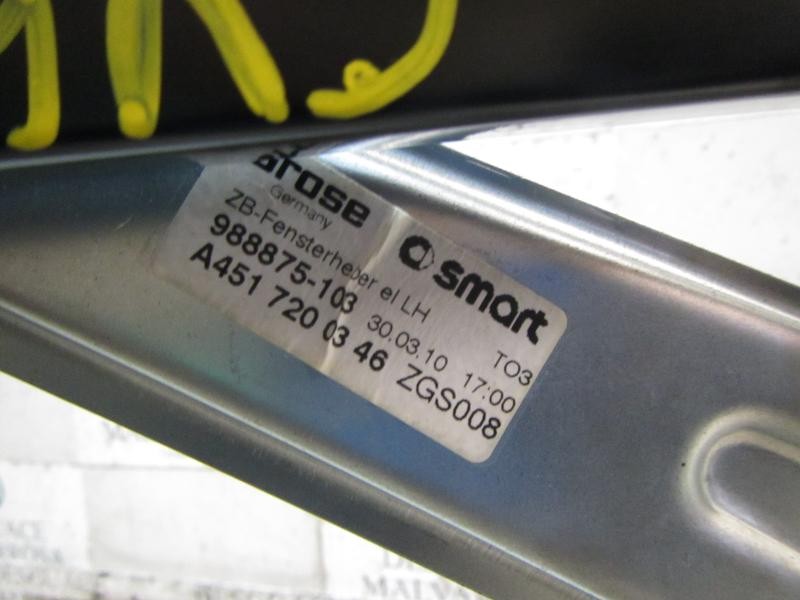 brose
Germany
smart
ZB-Fensterheber el LH
TO3
988875-103
30.03.10 17:00
A451 720 03 46 ZGS008